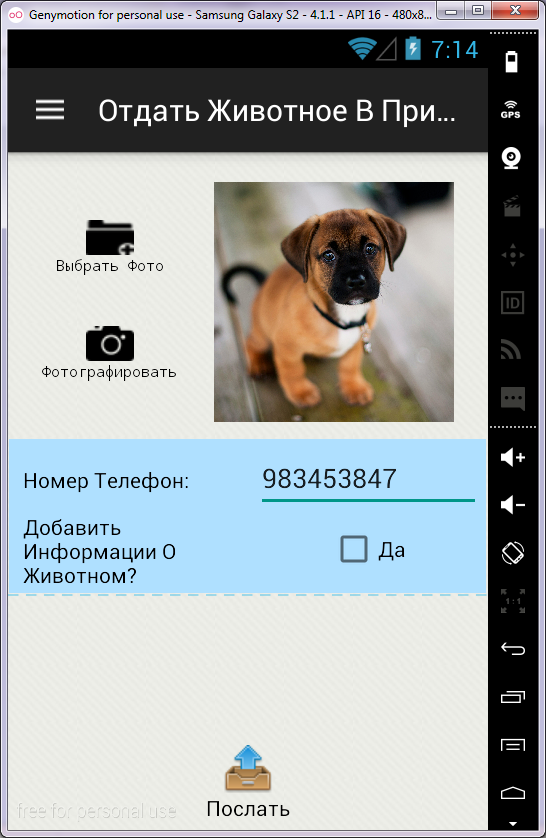 Genymotion for personal use - Samsung Galaxy S2 - 4.1.1 - API 16 - 480x8...
7:14
Отдать Животное В При...
GPS
Выбрать Фото
Фотографировать
ID
Номер Телефон:
983453847
Добавить
Информации О
Животном?
Да
1:1
free for personal use
Послать